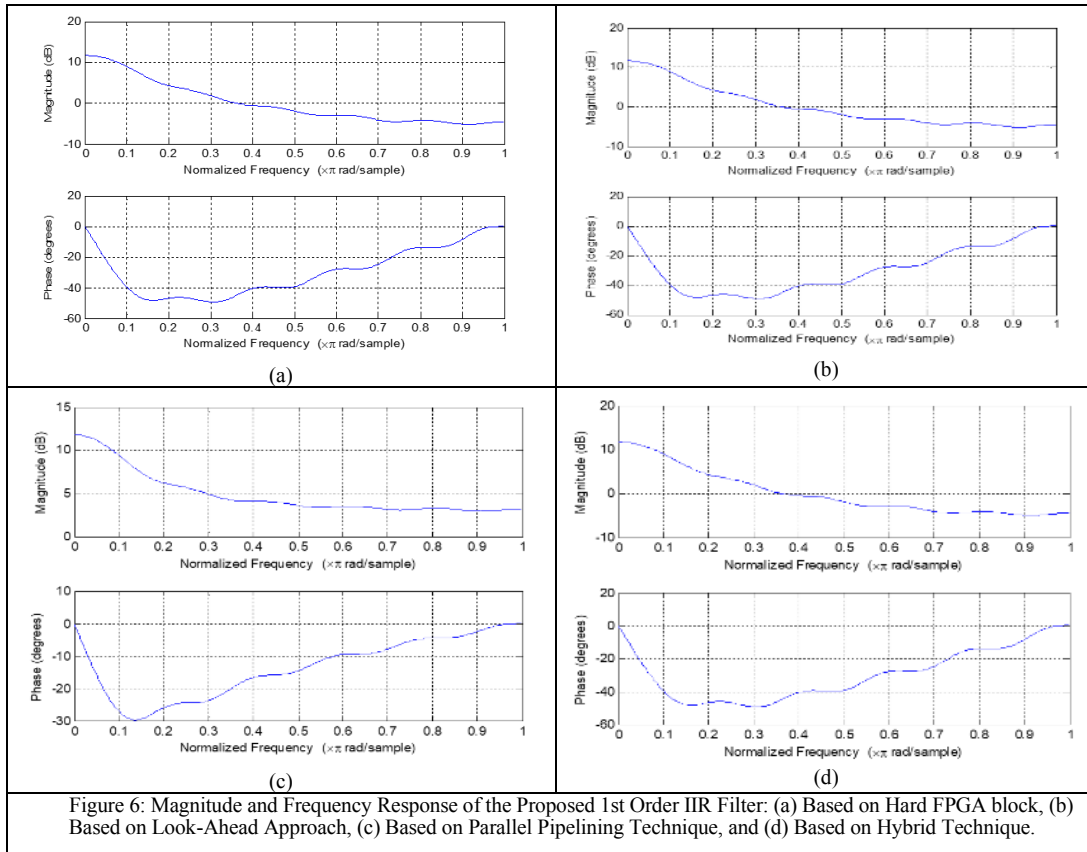 20
10
0
-10
Magnitude (dB)
0 0.1 0.2 0.3 0.4 0.5 0.6 0.7 0.8 0.9 1
Normalized Frequency (×π rad/sample)
20
0
-20
-40
-60
Phase (degrees)
0 0.1 0.2 0.3 0.4 0.5 0.6 0.7 0.8 0.9 1
Normalized Frequency (×π rad/sample)
(a)
20
10
0
-10
Magnitude (dB)
0 0.1 0.2 0.3 0.4 0.5 0.6 0.7 0.8 0.9 1
Normalized Frequency (×π rad/sample)
20
0
-20
-40
-60
Phase (degrees)
0 0.1 0.2 0.3 0.4 0.5 0.6 0.7 0.8 0.9 1
Normalized Frequency (×π rad/sample)
(b)
15
10
5
0
Magnitude (dB)
0 0.1 0.2 0.3 0.4 0.5 0.6 0.7 0.8 0.9 1
Normalized Frequency (×π rad/sample)
10
0
-10
-20
-30
Phase (degrees)
0 0.1 0.2 0.3 0.4 0.5 0.6 0.7 0.8 0.9 1
Normalized Frequency (×π rad/sample)
(c)
20
10
0
-10
Magnitude (dB)
0 0.1 0.2 0.3 0.4 0.5 0.6 0.7 0.8 0.9 1
Normalized Frequency (×π rad/sample)
20
0
-20
-40
-60
Phase (degrees)
0 0.1 0.2 0.3 0.4 0.5 0.6 0.7 0.8 0.9 1
Normalized Frequency (×π rad/sample)
(d)
Figure 6: Magnitude and Frequency Response of the Proposed 1st Order IIR Filter: (a) Based on Hard FPGA block, (b)
Based on Look-Ahead Approach, (c) Based on Parallel Pipelining Technique, and (d) Based on Hybrid Technique.